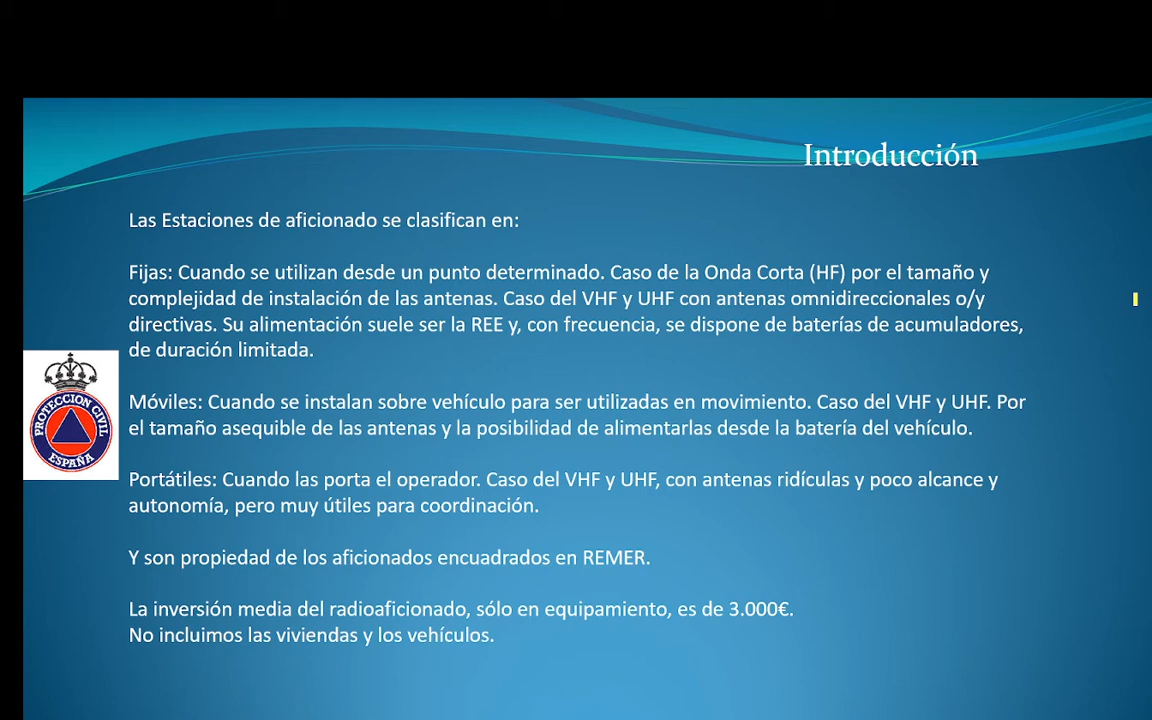 Introducción
Las Estaciones de aficionado se clasifican en:
Fijas: Cuando se utilizan desde un punto determinado. Caso de la Onda Corta (HF) por el tamaño y
complejidad de instalación de las antenas. Caso del VHF y UHF con antenas omnidireccionales o/y
directivas. Su alimentación suele ser la REE y, con frecuencia, se dispone de baterías de acumuladores,
de duración limitada.
PROTECCION CIVIL
ESPAÑA
Móviles: Cuando se instalan sobre vehículo para ser utilizadas en movimiento. Caso del VHF y UHF. Por
el tamaño asequible de las antenas y la posibilidad de alimentarlas desde la batería del vehículo.
Portátiles: Cuando las porta el operador. Caso del VHF y UHF, con antenas ridículas y poco alcance y
autonomía, pero muy útiles para coordinación.
Y son propiedad de los aficionados encuadrados en REMER.
La inversión media del radioaficionado, sólo en equipamiento, es de 3.000€.
No incluimos las viviendas y los vehículos.